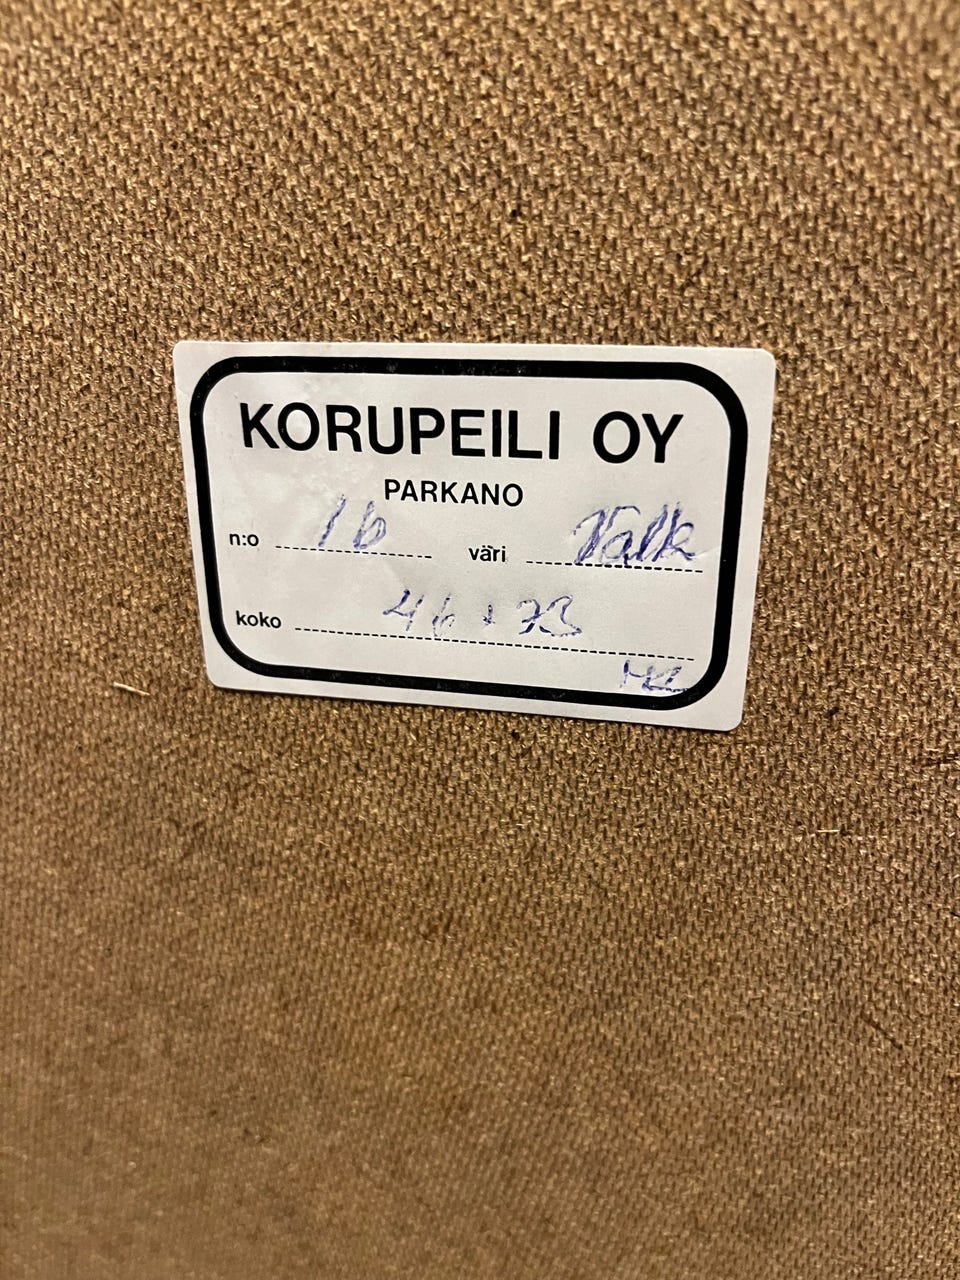 KORUPEILI OY
PARKANO
n:o 16 väri Valk
koko 46 x 73